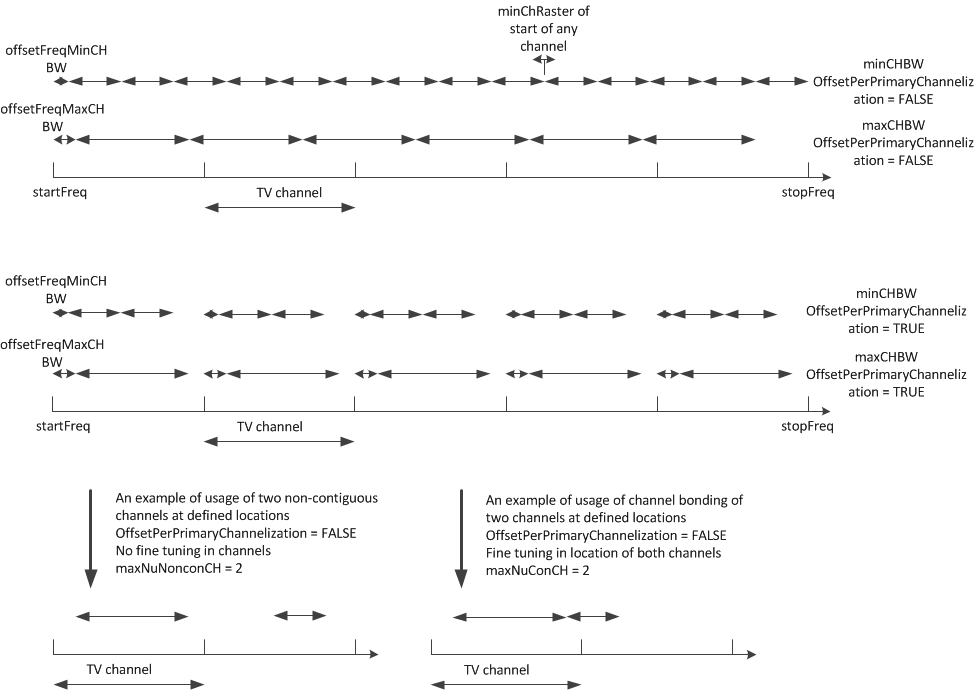 minChRaster of
start of any
channel
offsetFreqMinCH
BW
minCHBW
OffsetPerPrimaryChanneliz
ation = FALSE
offsetFreqMaxCH
BW
maxCHBW
OffsetPerPrimaryChanneliz
ation = FALSE
startFreq
TV channel
stopFreq
offsetFreqMinCH
BW
minCHBW
OffsetPerPrimaryChanneliz
ation = TRUE
offsetFreqMaxCH
BW
maxCHBW
OffsetPerPrimaryChanneliz
ation = TRUE
startFreq
TV channel
stopFreq
An example of usage of two non-contiguous
channels at defined locations
OffsetPerPrimaryChannelization = FALSE
No fine tuning in channels
maxNuNonconCH = 2
An example of usage of channel bonding of
two channels at defined locations
OffsetPerPrimaryChannelization = FALSE
Fine tuning in location of both channels
maxNuConCH = 2
TV channel
TV channel